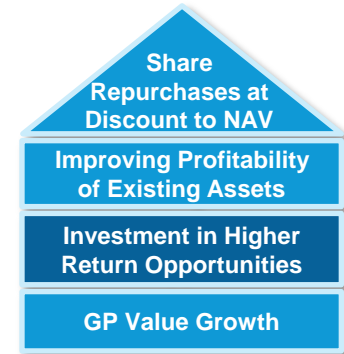 Share
Repurchases at
Discount to NAV
Improving Profitability
of Existing Assets
Investment in Higher
Return Opportunities
GP Value Growth